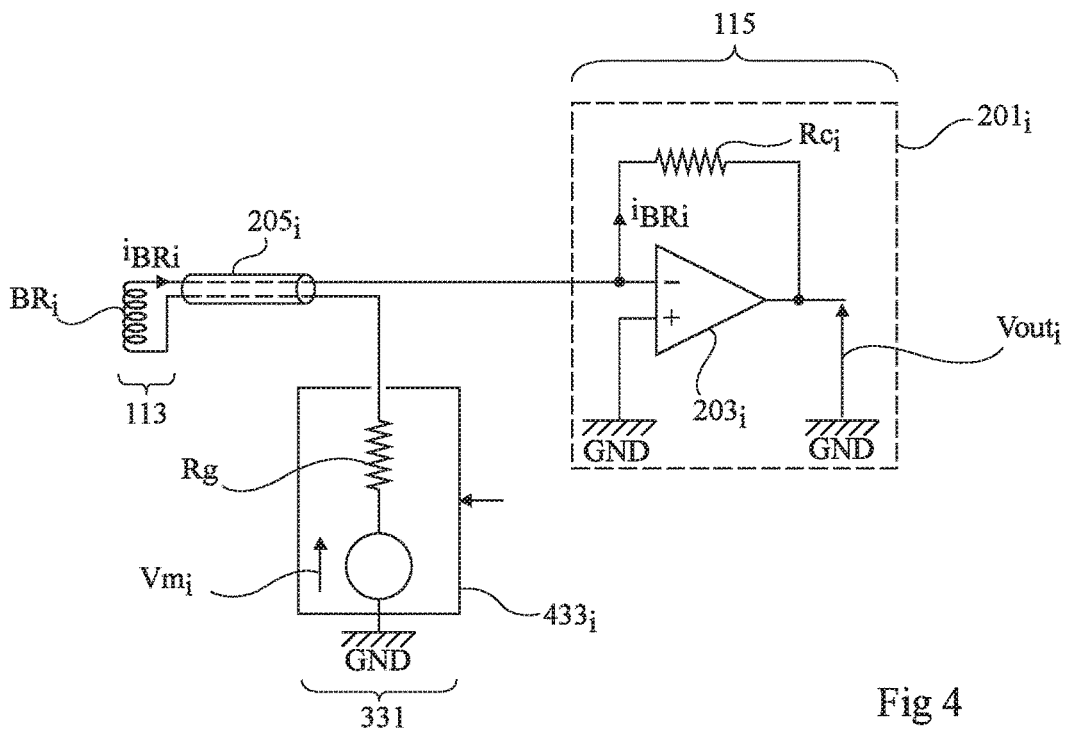 115
201i
Rci
iBRi
205i
iBRi
BRi
−
+
Vouti
203i
113
GND
GND
Rg
Vmi
433i
GND
331
Fig 4